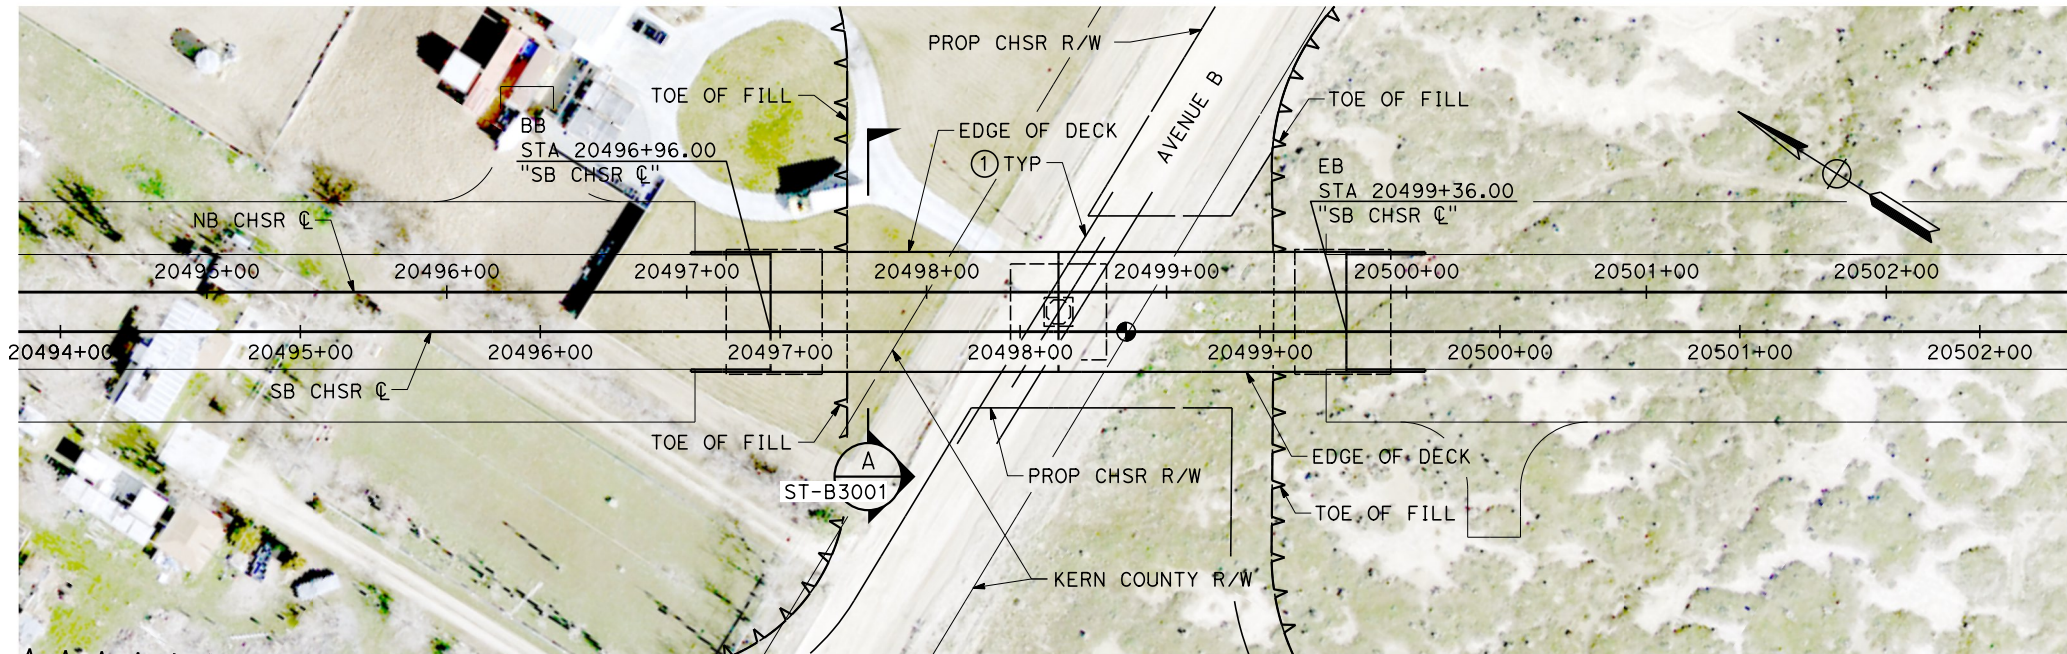 PROP CHSR R/W
AVENUE B
TOE OF FILL
TOE OF FILL
BB
STA 20496+96.00
"SB CHSR ℄"
EDGE OF DECK
1 TYP
EB
STA 20499+36.00
"SB CHSR ℄"
NB CHSR ℄
20495+00 20496+00 20497+00 20498+00 20499+00 20500+00 20501+00 20502+00
20494+00 20495+00 20496+00 20497+00 20498+00 20499+00 20500+00 20501+00 20502+00
SB CHSR ℄
TOE OF FILL
A
ST-B3001
PROP CHSR R/W
EDGE OF DECK
TOE OF FILL
KERN COUNTY R/W